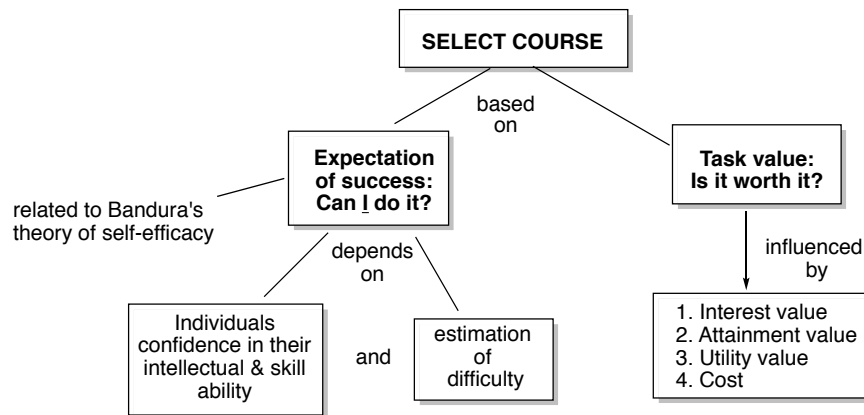 SELECT COURSE
based
on
Expectation
of success:
Can I do it?
Task value:
Is it worth it?
related to Bandura's
theory of self-efficacy
depends
on
influenced
by
Individuals
confidence in their
intellectual & skill
ability
and
estimation
of
difficulty
1. Interest value
2. Attainment value
3. Utility value
4. Cost